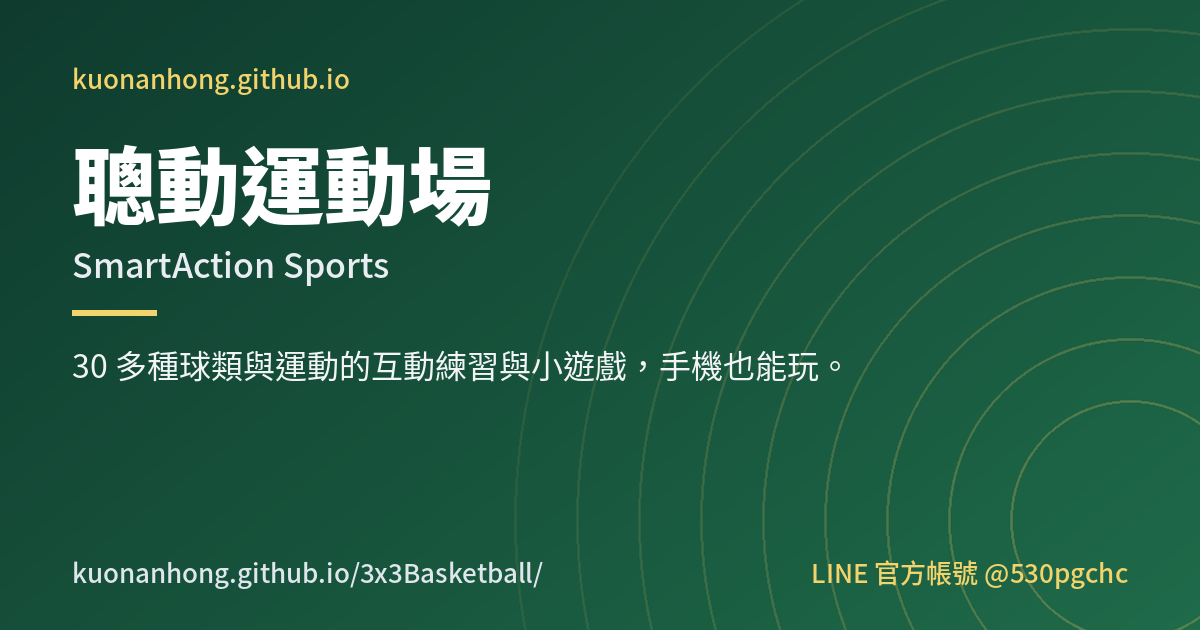 kuonanhong.github.io
聰動運動場
SmartAction Sports
30 多種球類與運動的互動練習與小遊戲，手機也能玩。
kuonanhong.github.io/3x3Basketball/
LINE 官方帳號 @530pgchc